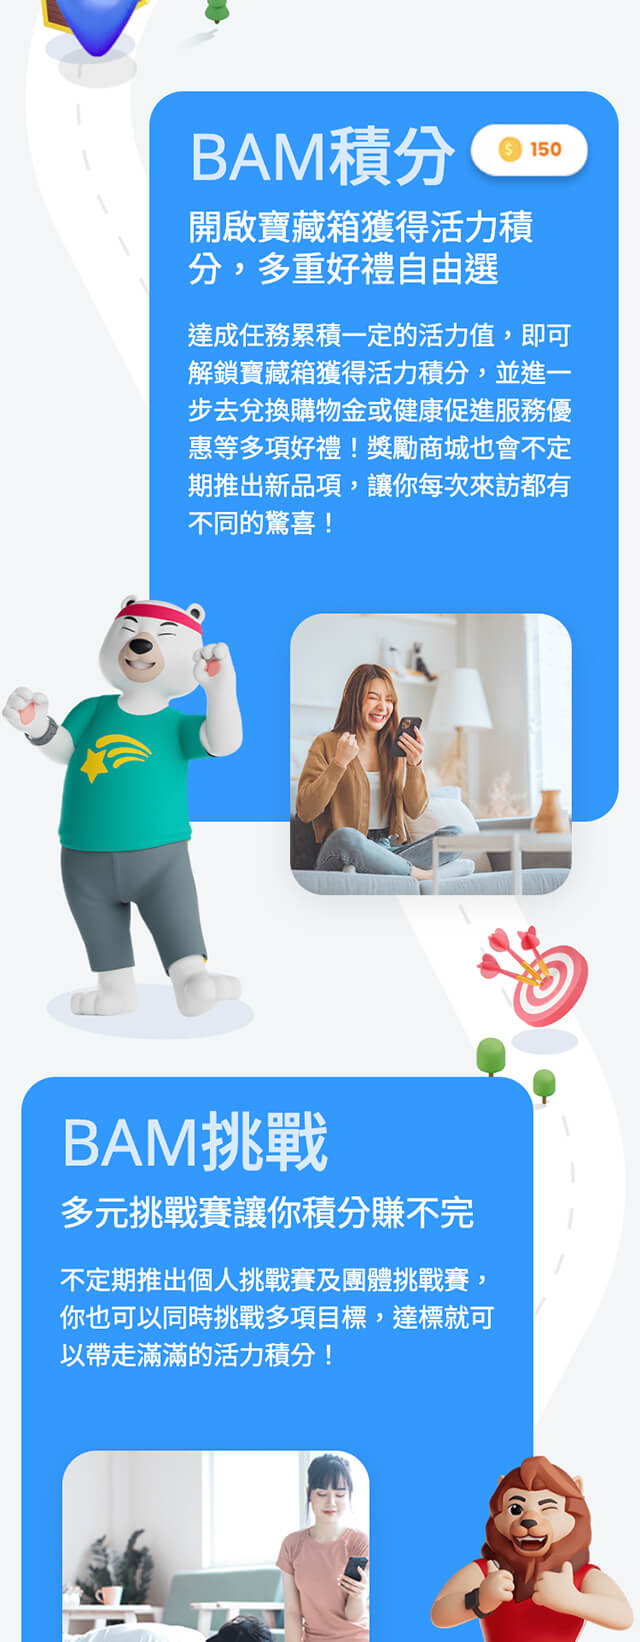 BAM積分
150
開啟寶藏箱獲得活力積
分，多重好禮自由選
達成任務累積一定的活力值，即可
解鎖寶藏箱獲得活力積分，並進一
步去兌換購物金或健康促進服務優
惠等多項好禮！獎勵商城也會不定
期推出新品項，讓你每次來訪都有
不同的驚喜！
BAM挑戰
多元挑戰賽讓你積分賺不完
不定期推出個人挑戰賽及團體挑戰賽，
你也可以同時挑戰多項目標，達標就可
以帶走滿滿的活力積分！